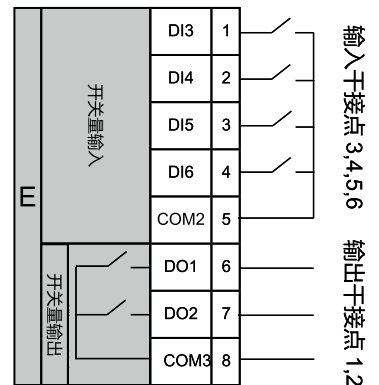 E
开关量输入
DI3 1
DI4 2
DI5 3
DI6 4
COM2 5
开关量输出
DO1 6
DO2 7
COM3 8
输入干接点 3,4,5,6
输出干接点 1,2